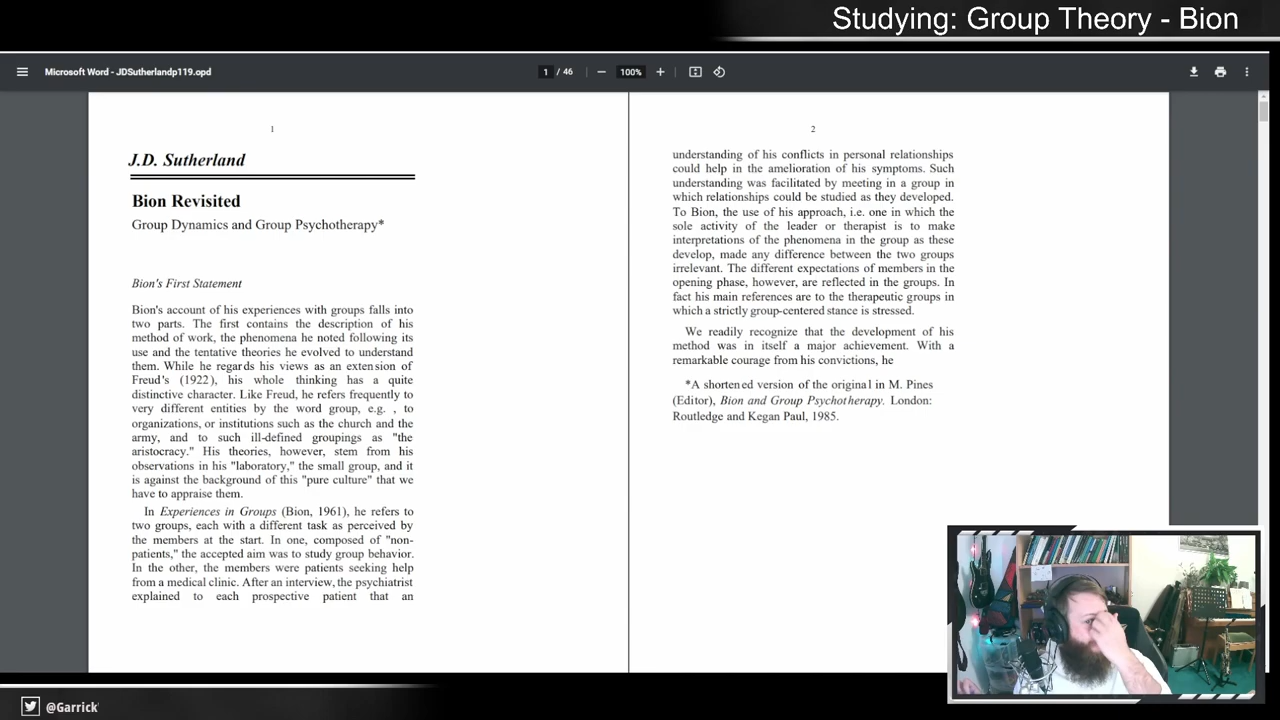 Studying: Group Theory - Bion
Microsoft Word - JDSutherlandp119.opd
1 / 46
100%
1
J.D. Sutherland
Bion Revisited
Group Dynamics and Group Psychotherapy*
Bion's First Statement
Bion's account of his experiences with groups falls into
two parts. The first contains the description of his
method of work, the phenomena he noted following its
use and the tentative theories he evolved to understand
them. While he regards his views as an extension of
Freud's (1922), his whole thinking has a quite
distinctive character. Like Freud, he refers frequently to
very different entities by the word group, e.g. , to
organizations, or institutions such as the church and the
army, and to such ill-defined groupings as "the
aristocracy." His theories, however, stem from his
observations in his "laboratory," the small group, and it
is against the background of this "pure culture" that we
have to appraise them.
In Experiences in Groups (Bion, 1961), he refers to
two groups, each with a different task as perceived by
the members at the start. In one, composed of "non-
patients," the accepted aim was to study group behavior.
In the other, the members were patients seeking help
from a medical clinic. After an interview, the psychiatrist
explained to each prospective patient that an
2
understanding of his conflicts in personal relationships
could help in the amelioration of his symptoms. Such
understanding was facilitated by meeting in a group in
which relationships could be studied as they developed.
To Bion, the use of his approach, i.e. one in which the
sole activity of the leader or therapist is to make
interpretations of the phenomena in the group as these
develop, made any difference between the two groups
irrelevant. The different expectations of members in the
opening phase, however, are reflected in the groups. In
fact his main references are to the therapeutic groups in
which a strictly group-centered stance is stressed.
We readily recognize that the development of his
method was in itself a major achievement. With a
remarkable courage from his convictions, he
*A shortened version of the original in M. Pines
(Editor), Bion and Group Psychotherapy. London:
Routledge and Kegan Paul, 1985.
@Garrick